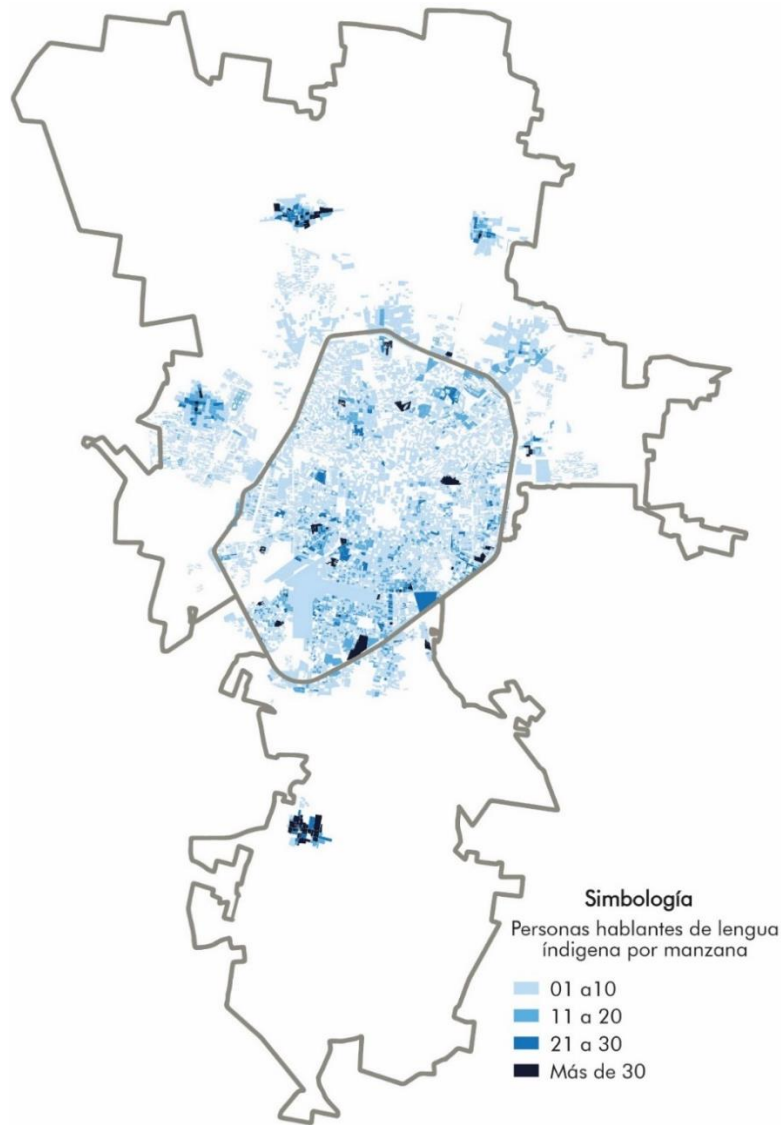 Simbología
Personas hablantes de lengua
índigena por manzana
01 a10
11 a 20
21 a 30
Más de 30